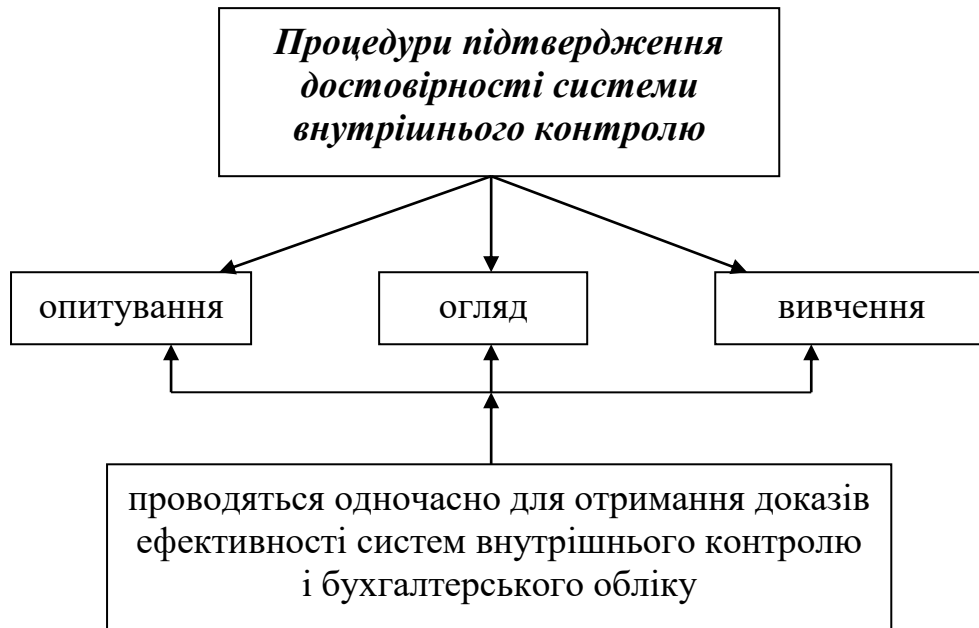 Процедури підтвердження
достовірності системи
внутрішнього контролю
опитування
огляд
вивчення
проводяться одночасно для отримання доказів
ефективності систем внутрішнього контролю
і бухгалтерського обліку